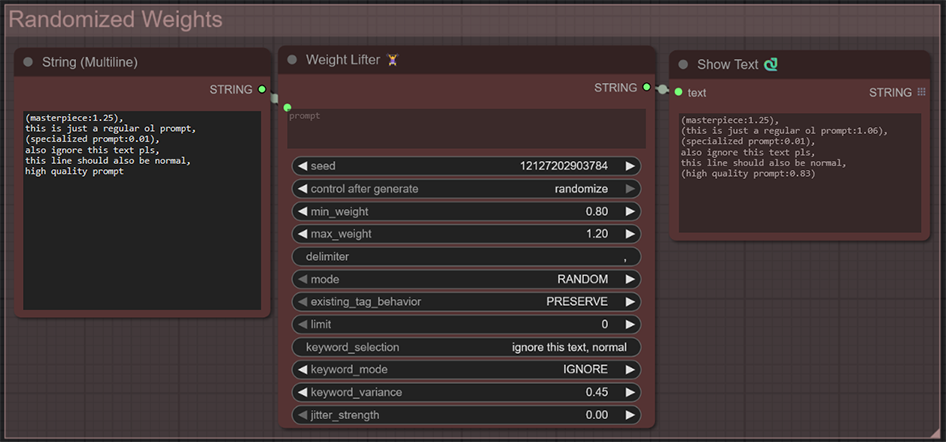 Randomized Weights
String (Multiline)
STRING
(masterpiece:1.25),
this is just a regular ol prompt,
(specialized prompt:0.01),
also ignore this text pls,
this line should also be normal,
high quality prompt
Weight Lifter 🏋️‍♀️
STRING
prompt
seed 12127202903784
control after generate randomize
min_weight 0.80
max_weight 1.20
delimiter ,
mode RANDOM
existing_tag_behavior PRESERVE
limit 0
keyword_selection ignore this text, normal
keyword_mode IGNORE
keyword_variance 0.45
jitter_strength 0.00
Show Text
text STRING
(masterpiece:1.25),
(this is just a regular ol prompt:1.06),
(specialized prompt:0.01),
also ignore this text pls,
this line should also be normal,
(high quality prompt:0.83)